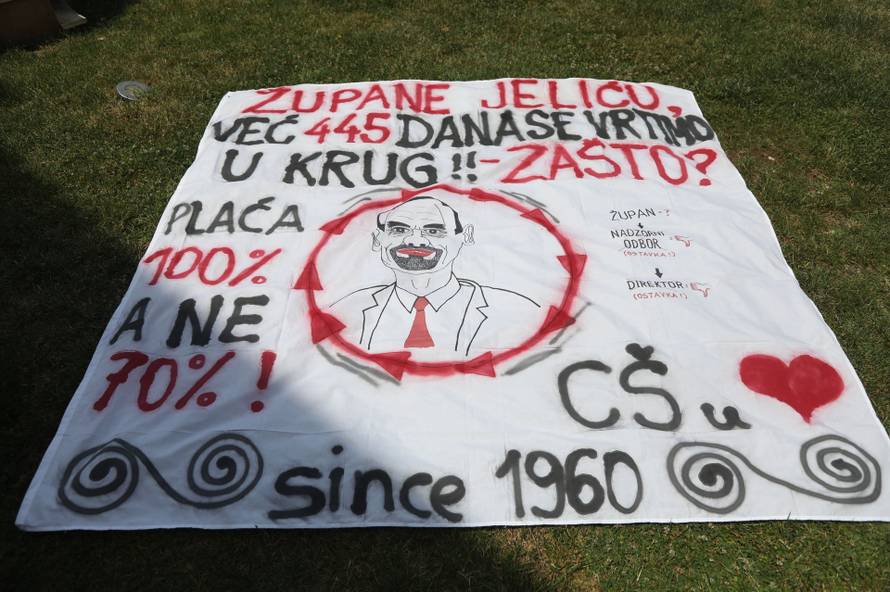 ŽUPANE JELIĆU,
VEĆ 445 DANA SE VRTIMO
U KRUG!! - ZAŠTO?
PLAĆA
100%
A NE
70%!
ŽUPAN - ?
NADZORNI
ODBOR
(OSTAVKA!)
DIREKTOR
(OSTAVKA!)
CŠ u
since 1960